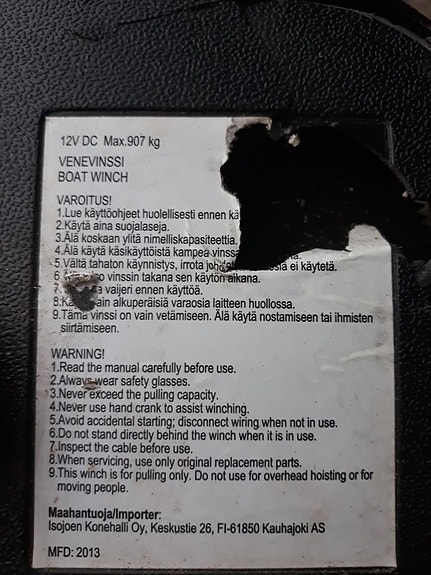 12V DC Max.907 kg
VENEVINSSI
BOAT WINCH
VAROITUS!
1.Lue käyttöohjeet huolellisesti ennen
2.Käytä aina suojalaseja.
3.Älä koskaan ylitä nimelliskapasiteettia.
4.Älä käytä käsikäyttöistä kampea
5.Vältä tahaton käynnistys, irrota ei käytetä.
vinssin takana sen käytön aikana.
vaijeri ennen käyttöä.
alkuperäisiä varaosia laitteen huollossa.
9.Tämä vinssi on vain vetämiseen. Älä käytä nostamiseen tai ihmisten
siirtämiseen.
WARNING!
1.Read the manual carefully before use.
2.Always wear safety glasses.
3.Never exceed the pulling capacity.
4.Never use hand crank to assist winching.
5.Avoid accidental starting; disconnect wiring when not in use.
6.Do not stand directly behind the winch when it is in use.
7.Inspect the cable before use.
8.When servicing, use only original replacement parts.
9.This winch is for pulling only. Do not use for overhead hoisting or for
moving people.
Maahantuoja/Importer:
Isojoen Konehalli Oy, Keskustie 26, FI-61850 Kauhajoki AS
MFD: 2013